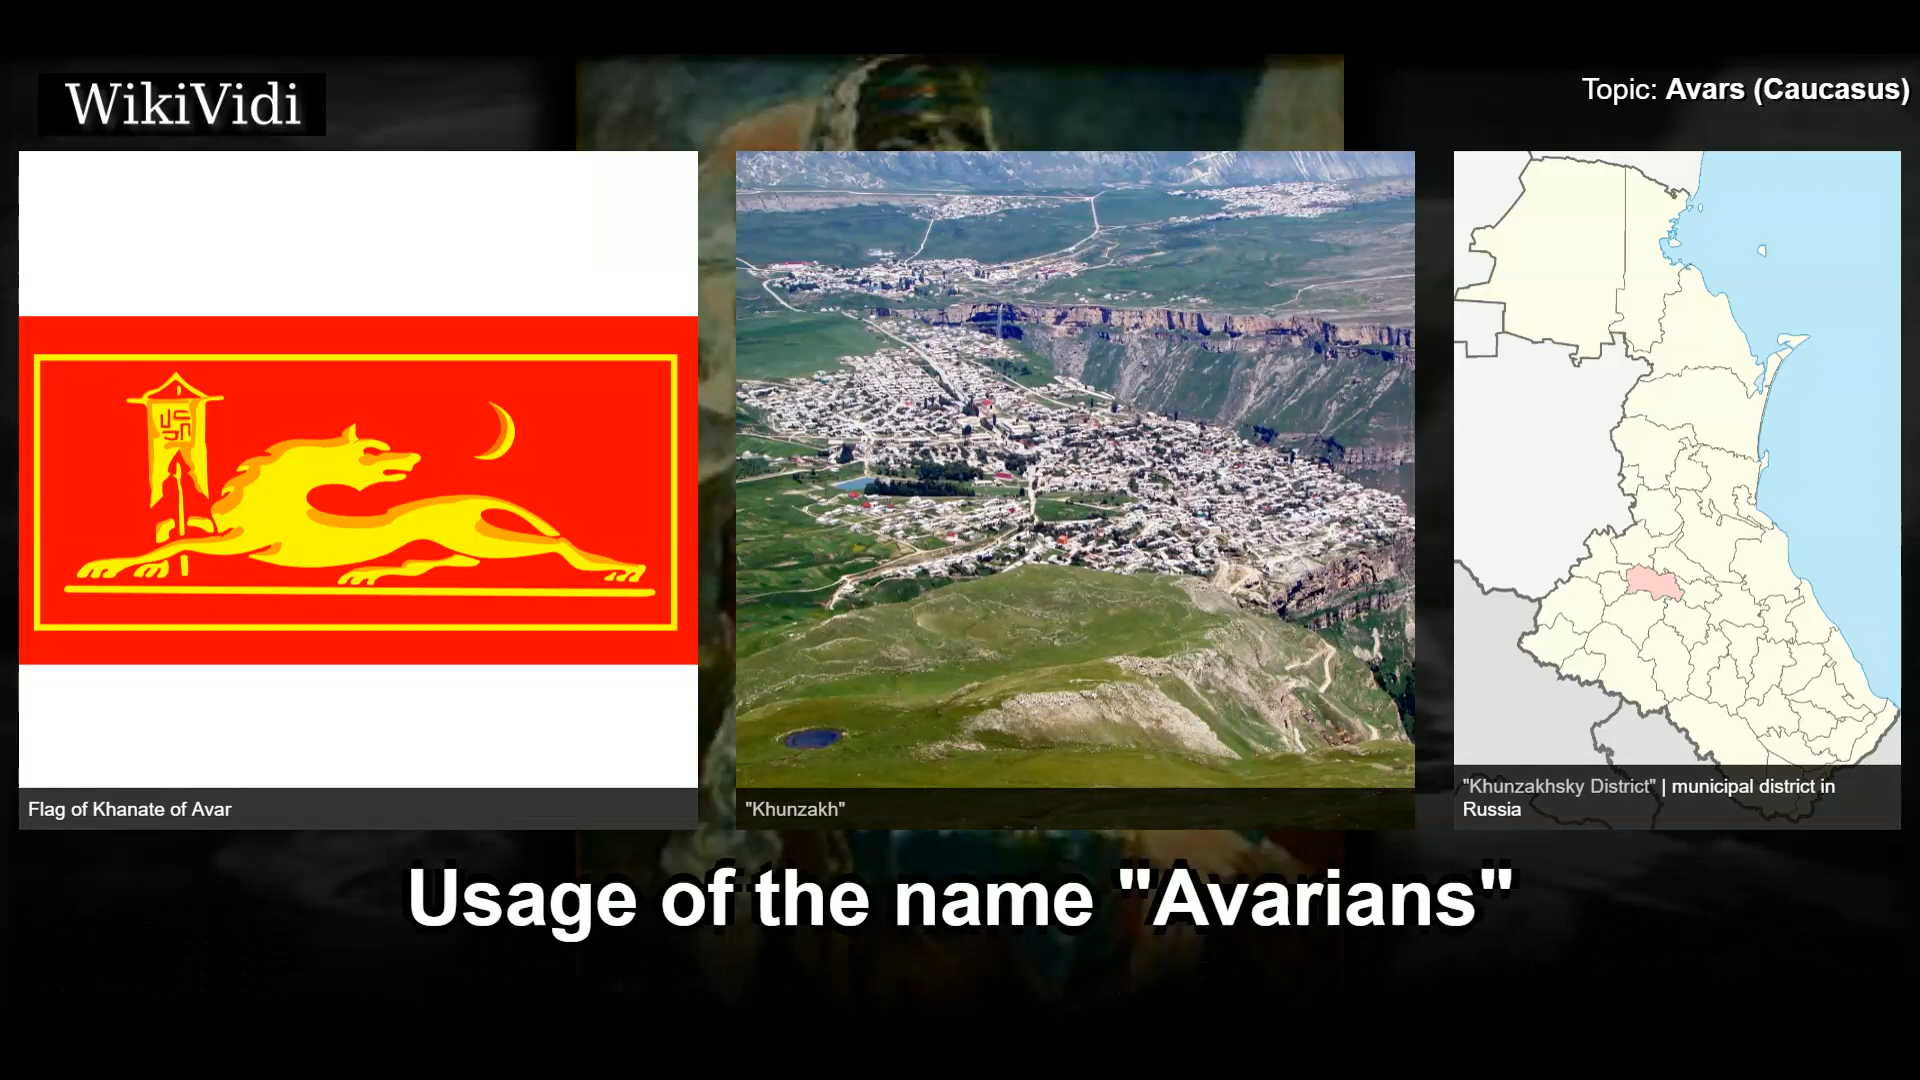 WikiVidi
Topic: Avars (Caucasus)
Flag of Khanate of Avar
"Khunzakh"
"Khunzakhsky District" | municipal district in
Russia
Usage of the name "Avarians"